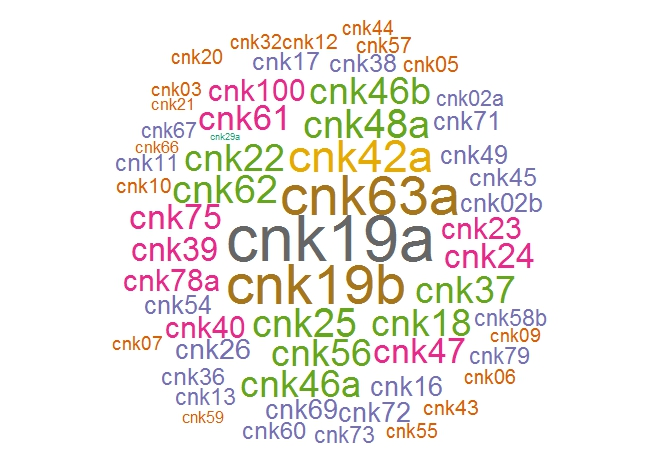 cnk44
cnk32 cnk12 cnk57
cnk20 cnk17 cnk38 cnk05
cnk03 cnk100 cnk46b cnk02a
cnk21 cnk61 cnk48a cnk71
cnk67 cnk29a
cnk66 cnk22 cnk42a cnk49
cnk11
cnk10 cnk62 cnk63a cnk45
cnk02b
cnk75 cnk19a cnk23
cnk39 cnk24
cnk78a cnk19b cnk37
cnk54
cnk40 cnk25 cnk18 cnk58b
cnk07 cnk26 cnk56 cnk47 cnk09
cnk79
cnk36 cnk46a cnk16 cnk06
cnk13
cnk59 cnk69 cnk72 cnk43
cnk60 cnk73 cnk55